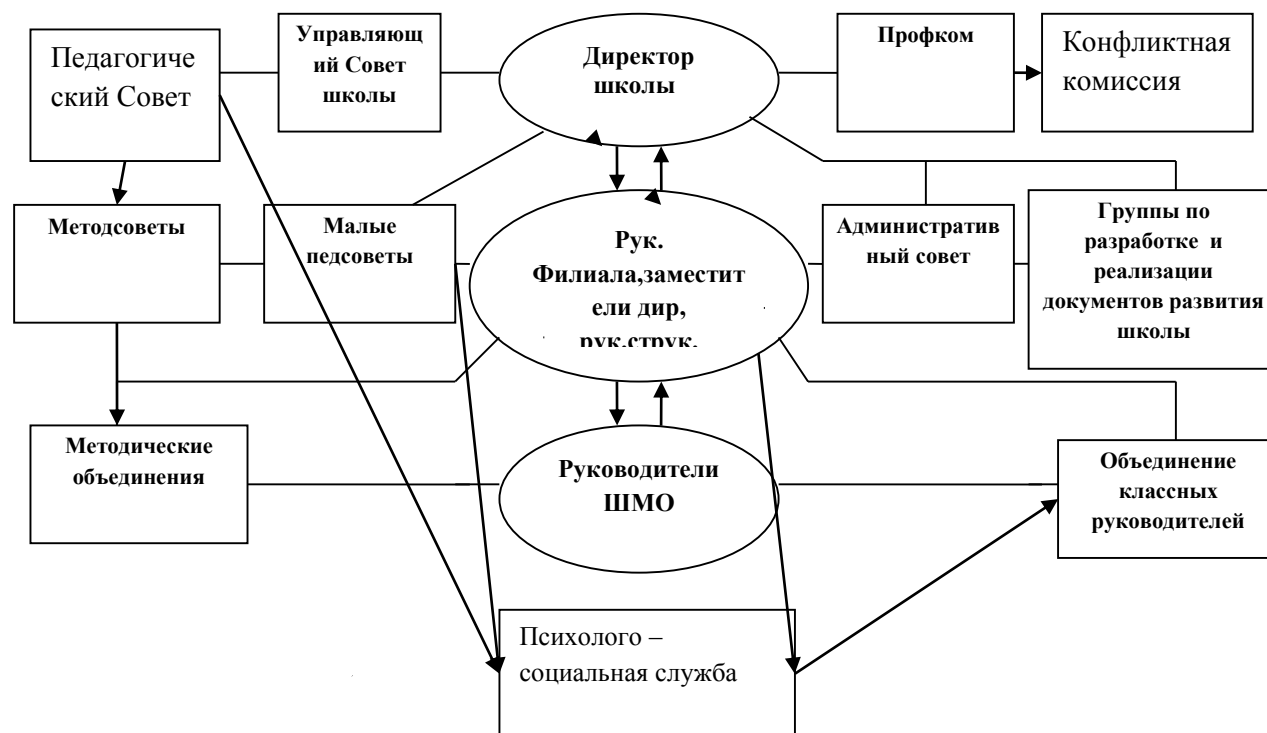 Педагогиче
ский Совет
Управляющ
ий Совет
школы
Директор
школы
Профком
Конфликтная
комиссия
Методсоветы
Малые
педсоветы
Рук.
Филиала,заместит
ели дир,
рук.струк.
Административ
ный совет
Группы по
разработке и
реализации
документов развития
школы
Методические
объединения
Руководители
ШМО
Объединение
классных
руководителей
Психолого –
социальная служба